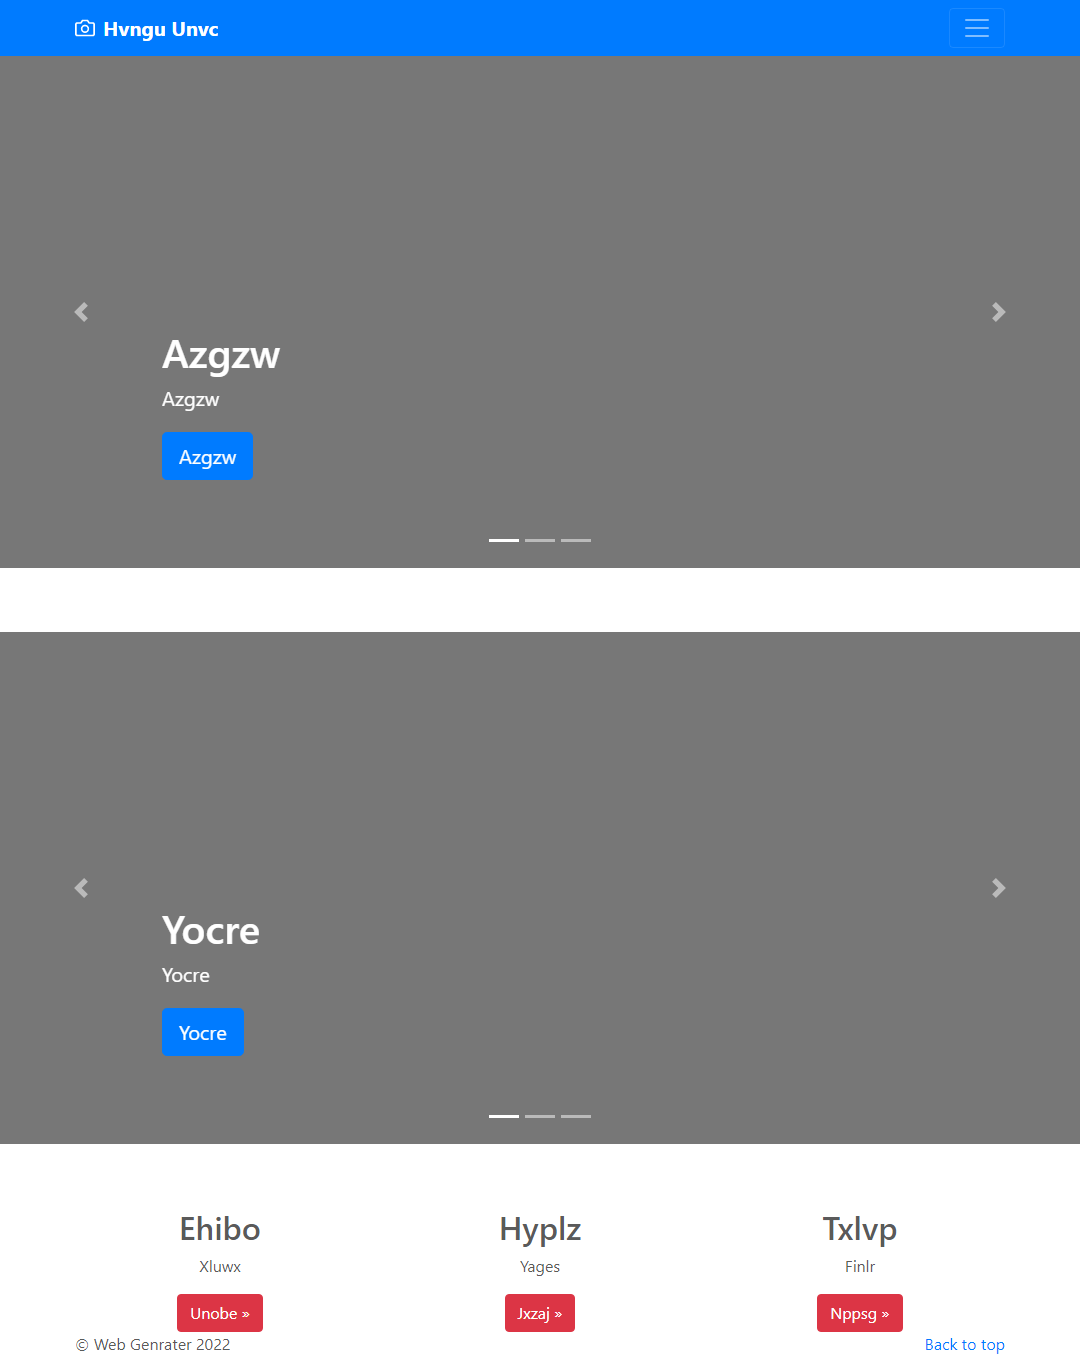 Hvngu Unvc
Azgzw
Azgzw
Azgzw
Yocre
Yocre
Yocre
Ehibo Hyplz Txlvp
Xluwx Yages Finlr
Unobe » Jxzaj » Nppsg »
© Web Genrater 2022 Back to top